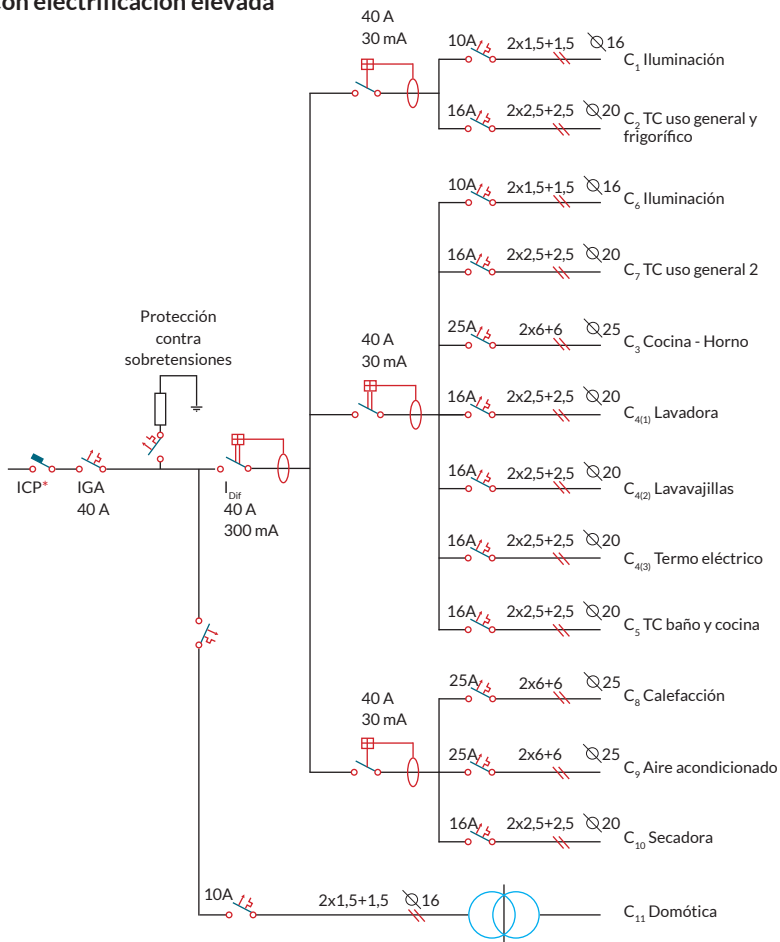 con electrificación elevada
40 A
30 mA
10A 2x1,5+1,5 16
C1 Iluminación
16A 2x2,5+2,5 20
C2 TC uso general y
frigorífico
10A 2x1,5+1,5 16
C6 Iluminación
16A 2x2,5+2,5 20
C7 TC uso general 2
Protección
contra
sobretensiones
40 A
30 mA
25A 2x6+6 25
C3 Cocina - Horno
16A 2x2,5+2,5 20
C4(1) Lavadora
ICP*
IGA
40 A
IDif
40 A
300 mA
16A 2x2,5+2,5 20
C4(2) Lavavajillas
16A 2x2,5+2,5 20
C4(3) Termo eléctrico
16A 2x2,5+2,5 20
C5 TC baño y cocina
40 A
30 mA
25A 2x6+6 25
C8 Calefacción
25A 2x6+6 25
C9 Aire acondicionado
16A 2x2,5+2,5 20
C10 Secadora
10A 2x1,5+1,5 16
C11 Domótica